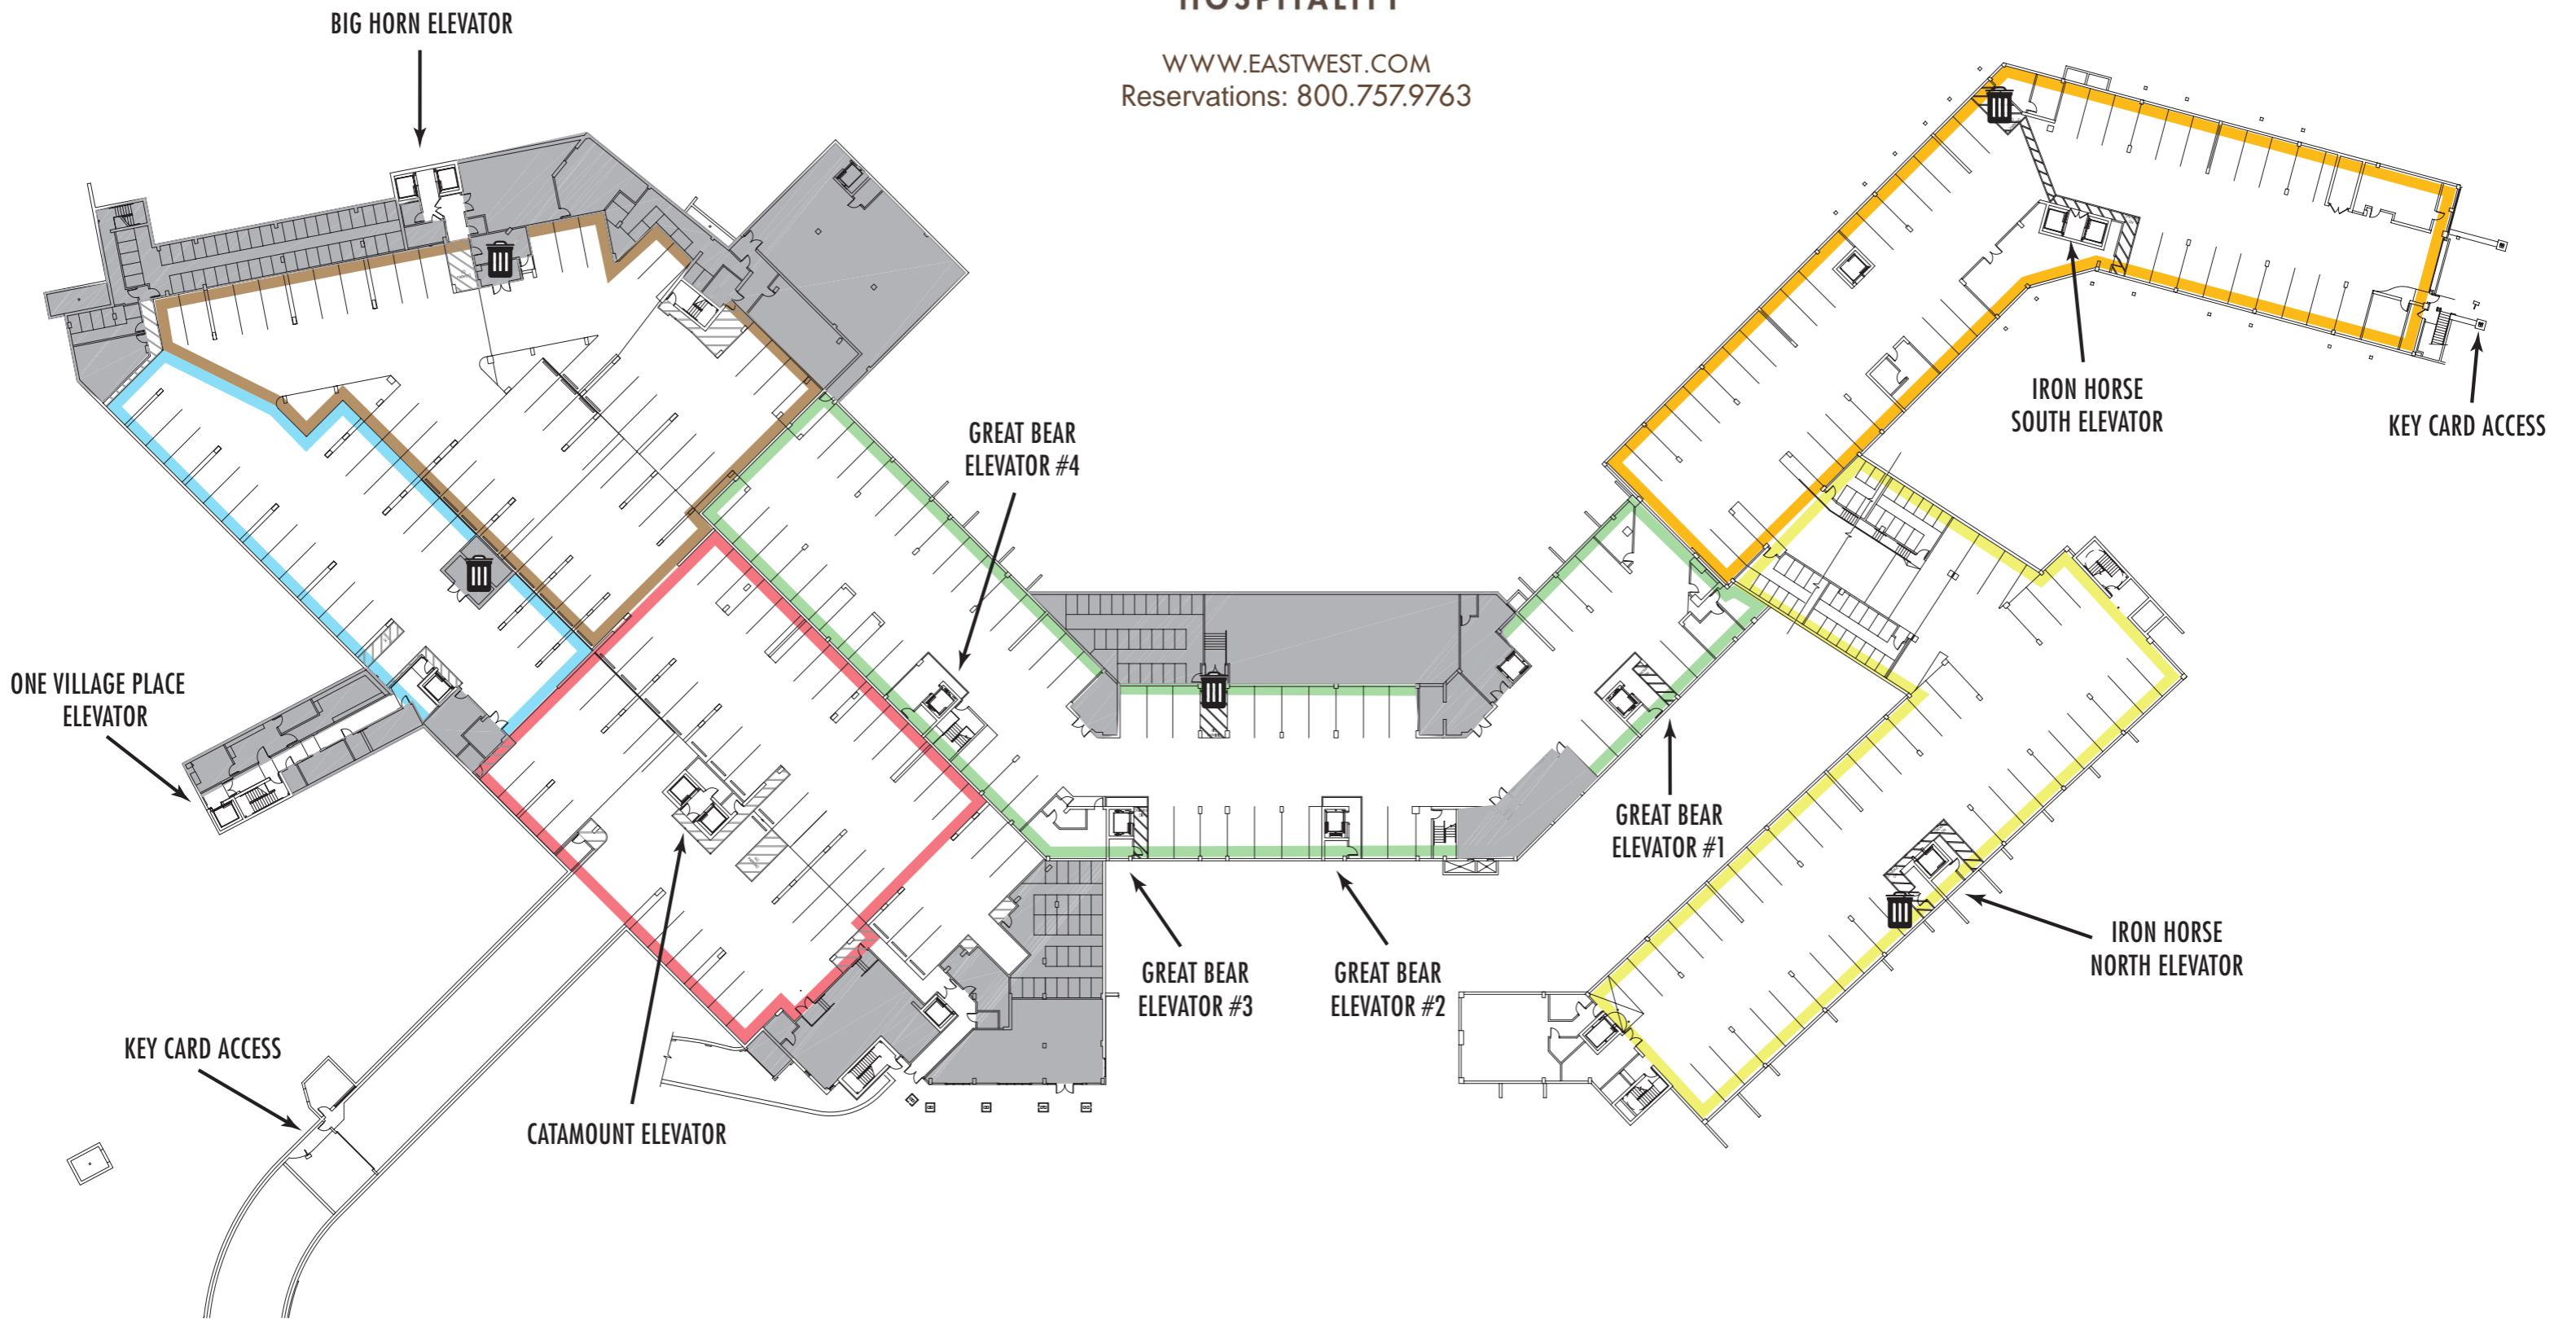 HOSPITALITY
WWW.EASTWEST.COM
Reservations: 800.757.9763
BIG HORN ELEVATOR
GREAT BEAR
ELEVATOR #4
IRON HORSE
SOUTH ELEVATOR
KEY CARD ACCESS
ONE VILLAGE PLACE
ELEVATOR
GREAT BEAR
ELEVATOR #1
GREAT BEAR
ELEVATOR #3
GREAT BEAR
ELEVATOR #2
IRON HORSE
NORTH ELEVATOR
KEY CARD ACCESS
CATAMOUNT ELEVATOR